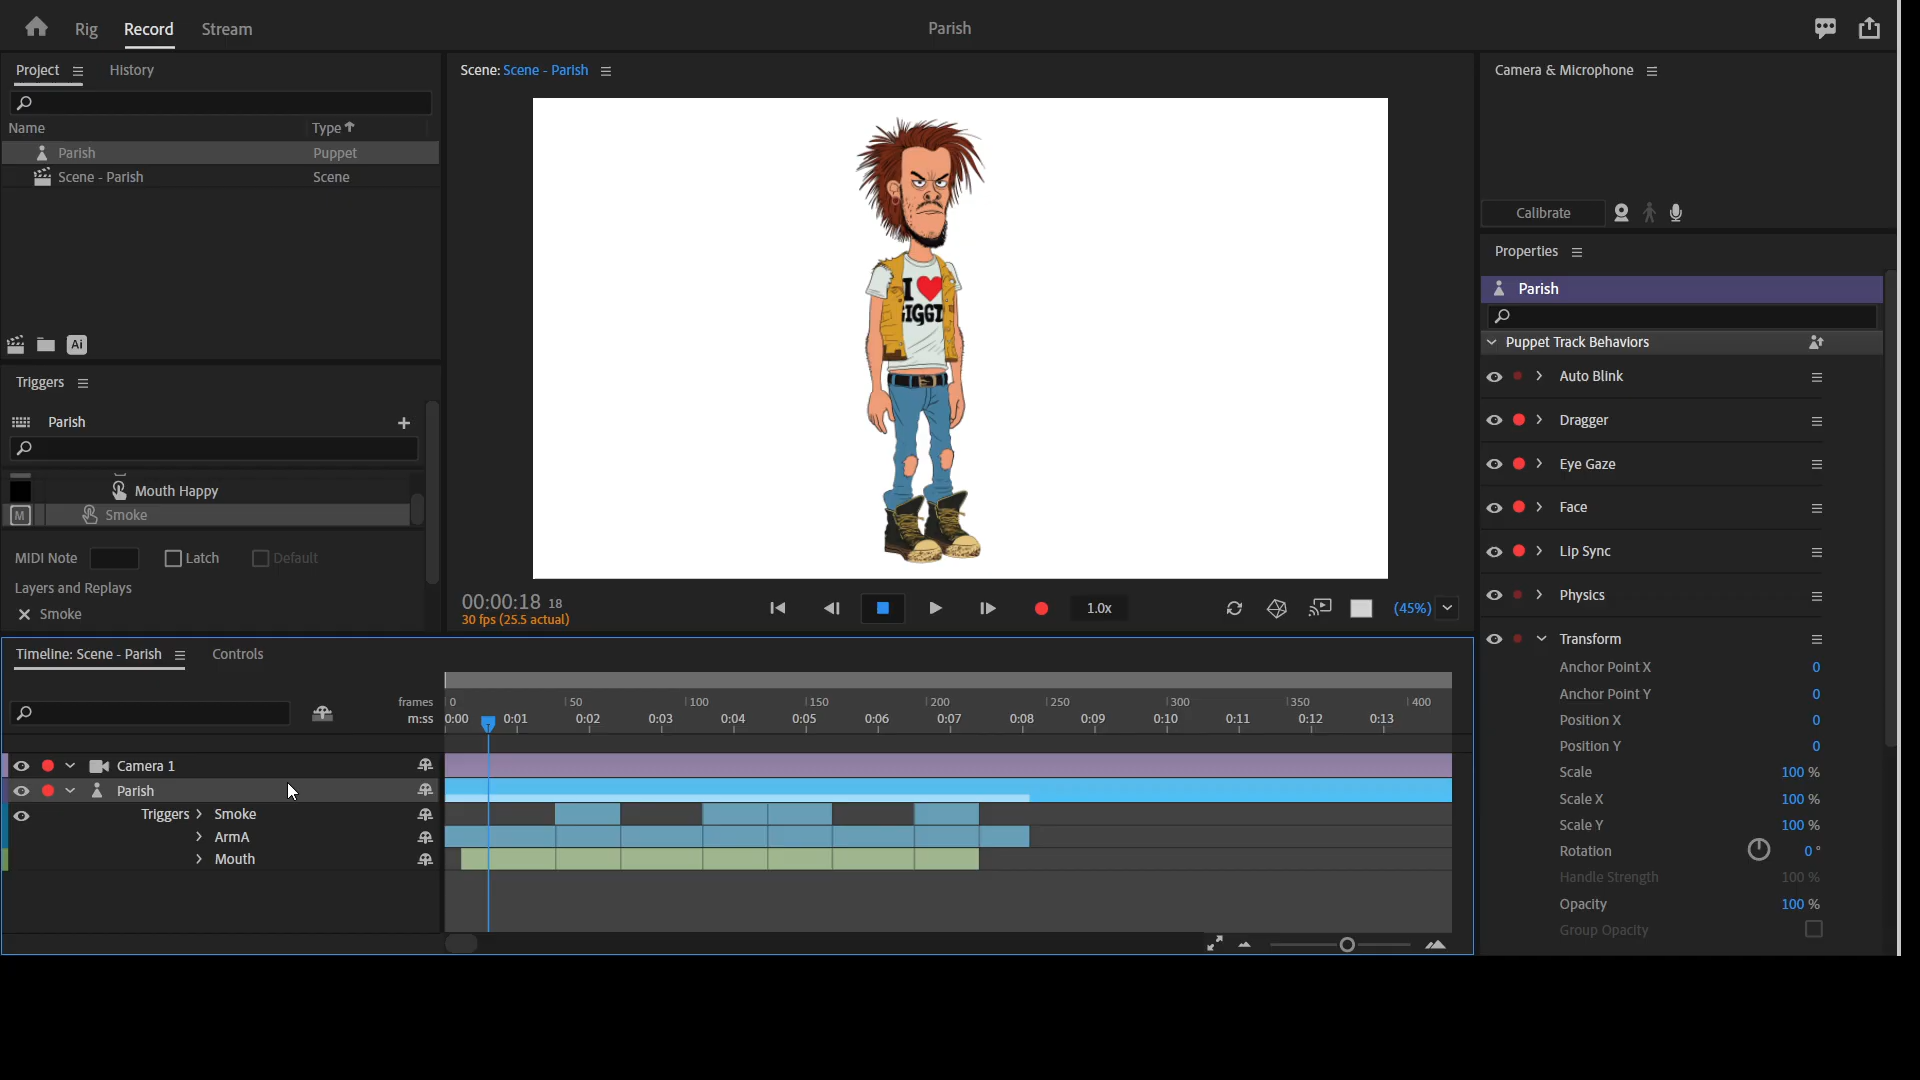 Rig
Record
Stream
Parish
Project
History
Scene: Scene - Parish
Camera & Microphone
Name
Type
Parish
Puppet
Scene - Parish
Scene
Calibrate
Properties
Parish
Puppet Track Behaviors
Ai
Triggers
Parish
Mouth Happy
M
Smoke
MIDI Note
Latch
Default
Layers and Replays
Smoke
I
00:00:18 18
30 fps (25.5 actual)
1.0x
(45%)
Auto Blink
Dragger
Eye Gaze
Face
Lip Sync
Physics
Transform
Anchor Point X 0
Anchor Point Y 0
Position X 0
Position Y 0
Scale 100 %
Scale X 100 %
Scale Y 100 %
Rotation 0 °
Handle Strength 100 %
Opacity 100 %
Group Opacity
Timeline: Scene - Parish
Controls
frames 0 50 100 150 200 250 300 350 400
m:ss 0:00 0:01 0:02 0:03 0:04 0:05 0:06 0:07 0:08 0:09 0:10 0:11 0:12 0:13
Camera 1
Parish
Triggers Smoke
ArmA
Mouth